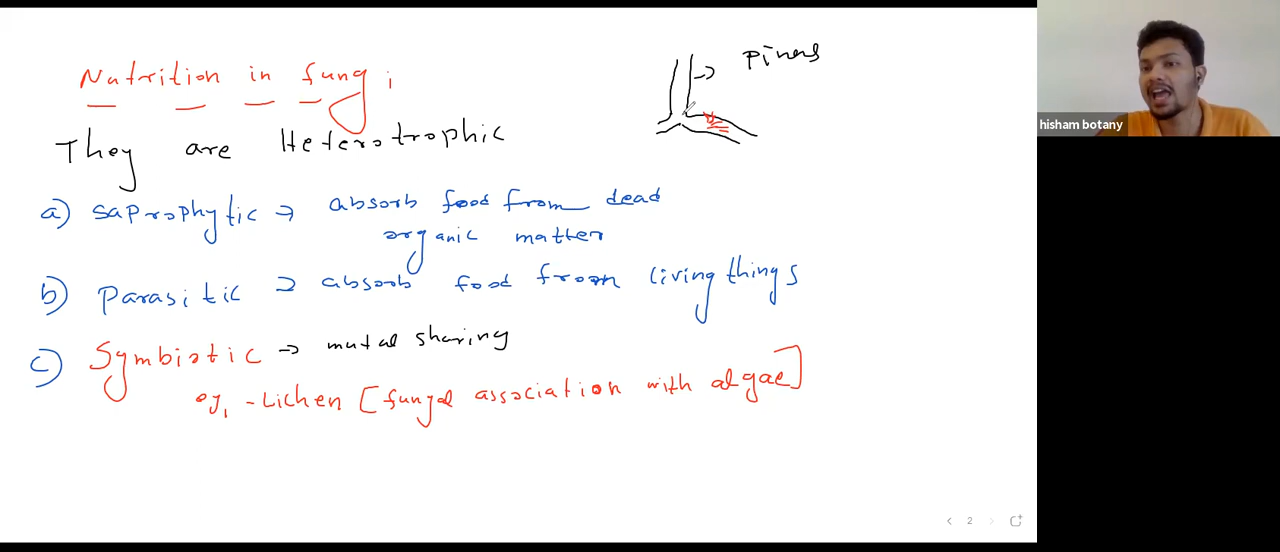 Nutrition in fungi
They are Heterotrophic
a) saprophytic → absorb food from dead
organic matter
b) Parasitic → absorb food from living things
c) Symbiotic → mutal sharing
eg, - Lichen [fungal association with algae]
→ Pinus
hisham botany
< 2 >